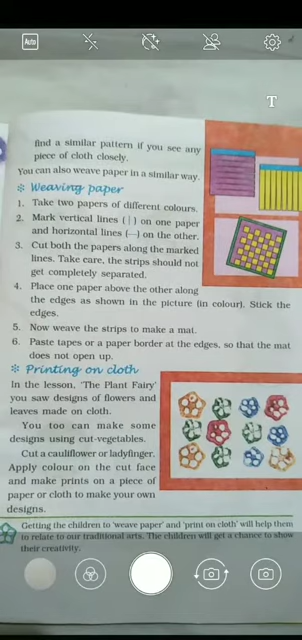 Auto
T
find a similar pattern if you see any
piece of cloth closely.
You can also weave paper in a similar way.
❊ Weaving paper
1. Take two papers of different colours.
2. Mark vertical lines (|) on one paper
and horizontal lines (—) on the other.
3. Cut both the papers along the marked
lines. Take care, the strips should not
get completely separated.
4. Place one paper above the other along
the edges as shown in the picture (in colour). Stick the
edges.
5. Now weave the strips to make a mat.
6. Paste tapes or a paper border at the edges, so that the mat
does not open up.
❊ Printing on cloth
In the lesson, 'The Plant Fairy'
you saw designs of flowers and
leaves made on cloth.
You too can make some
designs using cut-vegetables.
Cut a cauliflower or ladyfinger.
Apply colour on the cut face
and make prints on a piece of
paper or cloth to make your own
designs.
Getting the children to 'weave paper' and 'print on cloth' will help them
to relate to our traditional arts. The children will get a chance to show
their creativity.